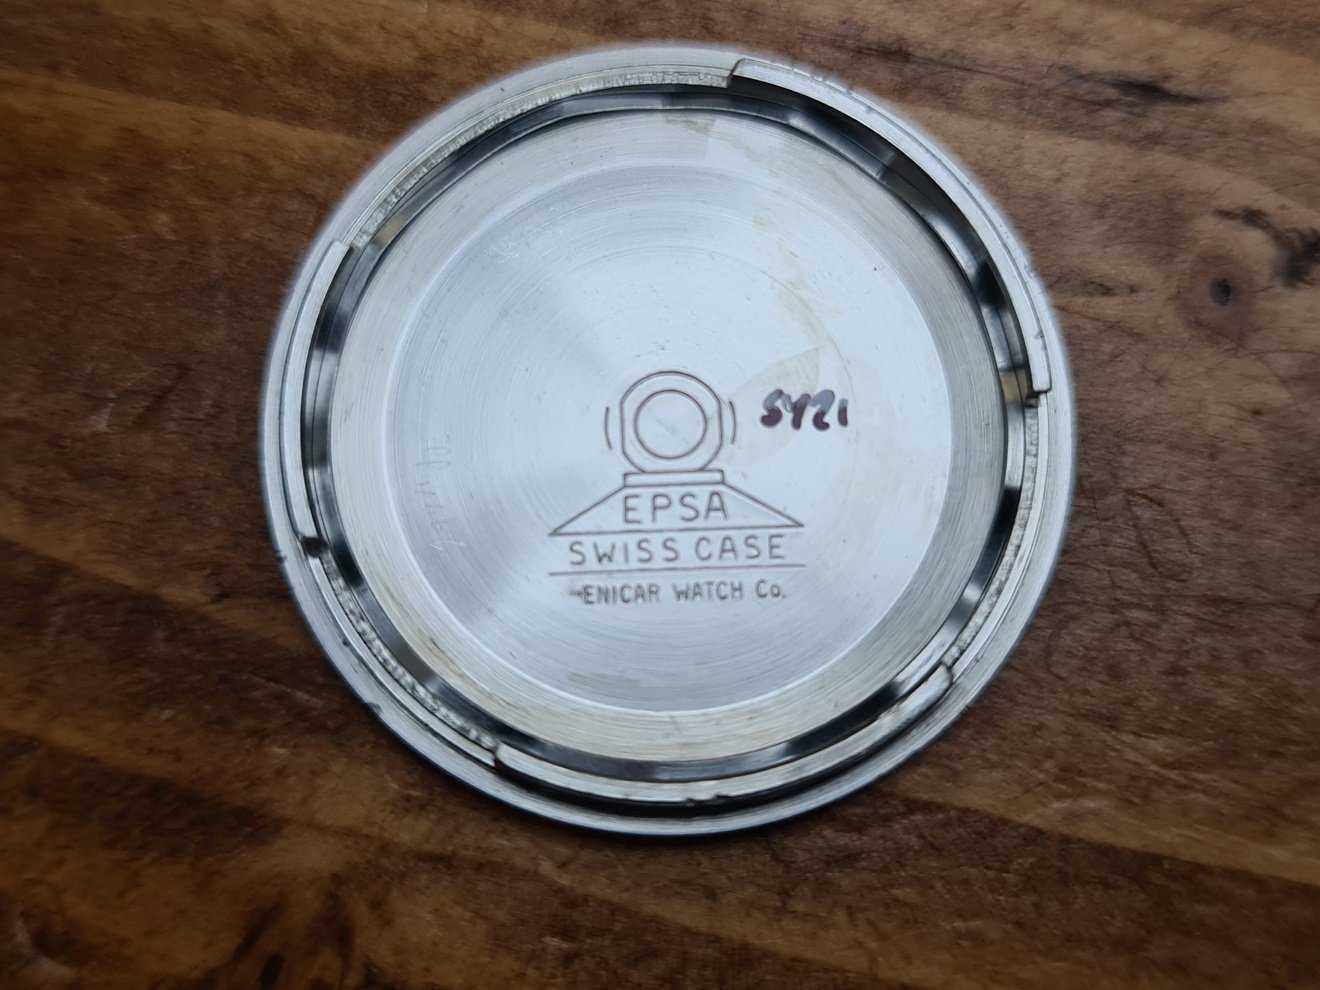 5421
EPSA
SWISS CASE
ENICAR WATCH Co.